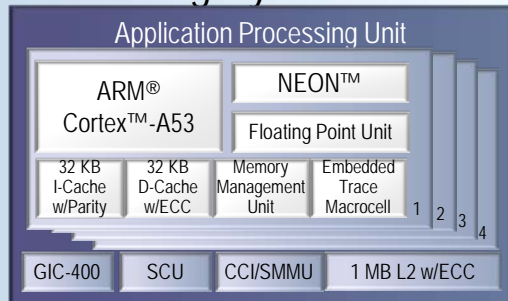 Application Processing Unit
ARM®
Cortex™-A53
NEON™
Floating Point Unit
32 KB
I-Cache
w/Parity
32 KB
D-Cache
w/ECC
Memory
Management
Unit
Embedded
Trace
Macrocell
1
2
3
4
GIC-400
SCU
CCI/SMMU
1 MB L2 w/ECC